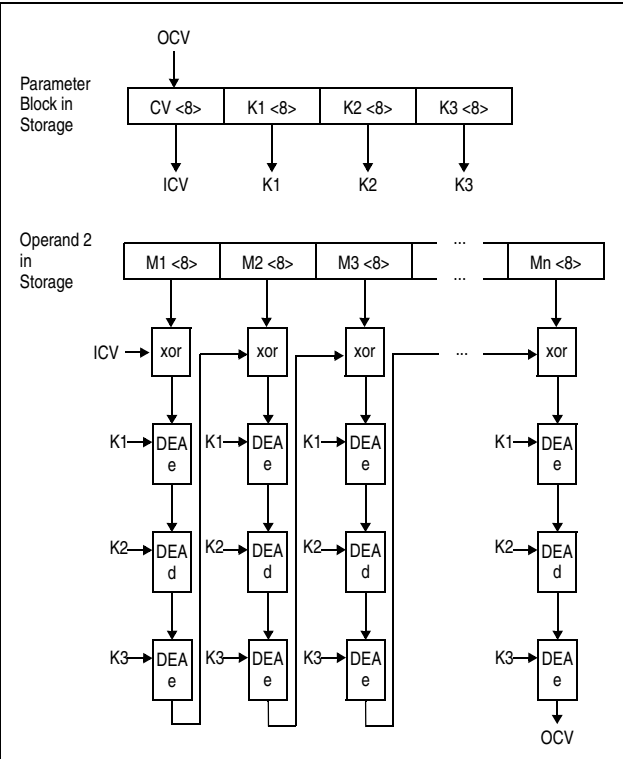 OCV
Parameter
Block in
Storage
CV <8> K1 <8> K2 <8> K3 <8>
ICV K1 K2 K3
Operand 2
in
Storage
M1 <8> M2 <8> M3 <8> ... ... Mn <8>
ICV xor xor xor ... xor
K1 DEA e K1 DEA e K1 DEA e K1 DEA e
K2 DEA d K2 DEA d K2 DEA d K2 DEA d
K3 DEA e K3 DEA e K3 DEA e K3 DEA e
OCV